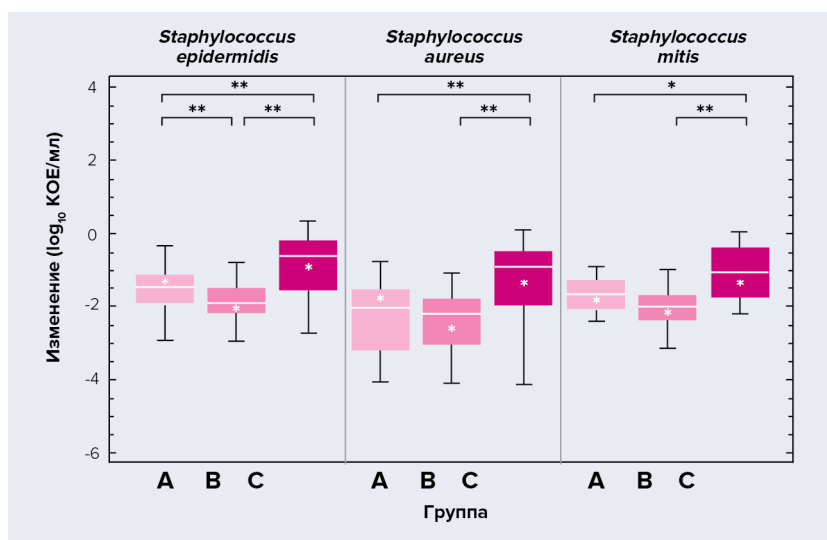 Staphylococcus epidermidis
Staphylococcus aureus
Staphylococcus mitis
4
2
0
-2
-4
-6
Изменение (log10 КОЕ/мл)
** ** **
** **
* **
A B C
A B C
A B C
Группа